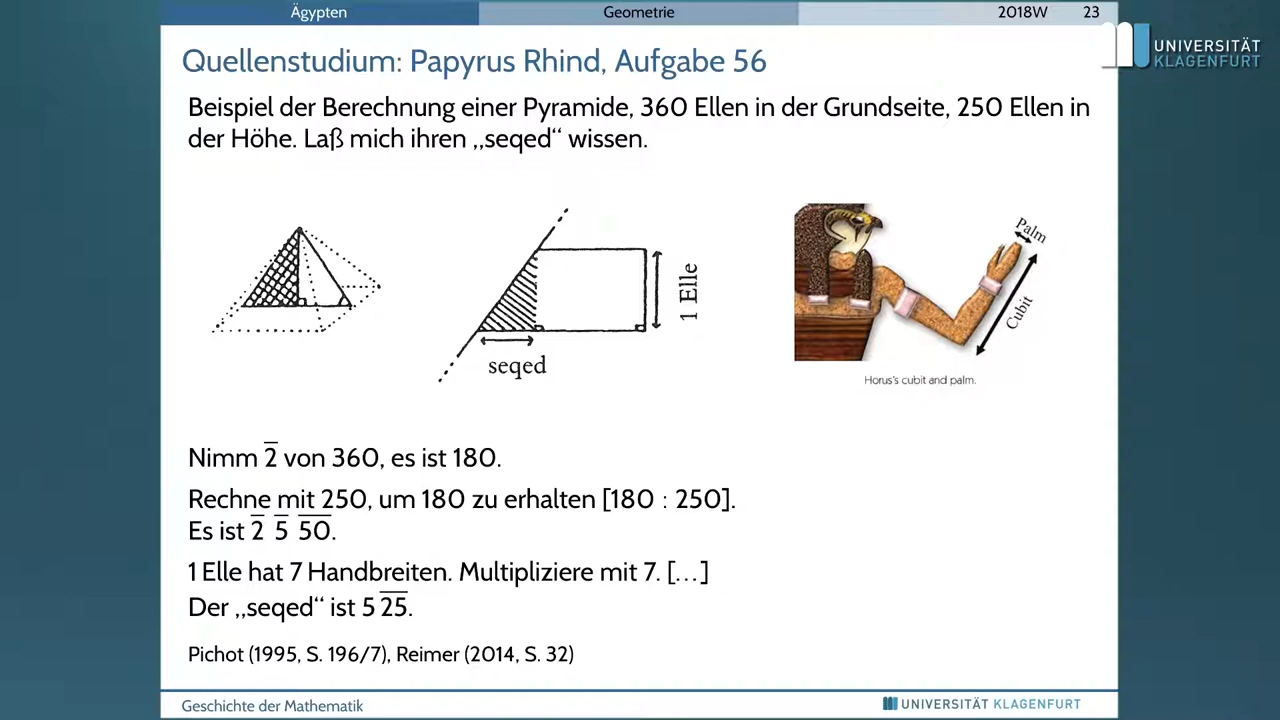 Ägypten Geometrie 2018W 23
UNIVERSITÄT
KLAGENFURT
Quellenstudium: Papyrus Rhind, Aufgabe 56
Beispiel der Berechnung einer Pyramide, 360 Ellen in der Grundseite, 250 Ellen in
der Höhe. Laß mich ihren „seqed“ wissen.
1 Elle
seqed
Palm
Cubit
Horus's cubit and palm.
Nimm 2̅ von 360, es ist 180.
Rechne mit 250, um 180 zu erhalten [180 : 250].
Es ist 2̅ 5̅ 5̅0̅.
1 Elle hat 7 Handbreiten. Multipliziere mit 7. […]
Der „seqed“ ist 5 2̅5̅.
Pichot (1995, S. 196/7), Reimer (2014, S. 32)
Geschichte der Mathematik
UNIVERSITÄT KLAGENFURT